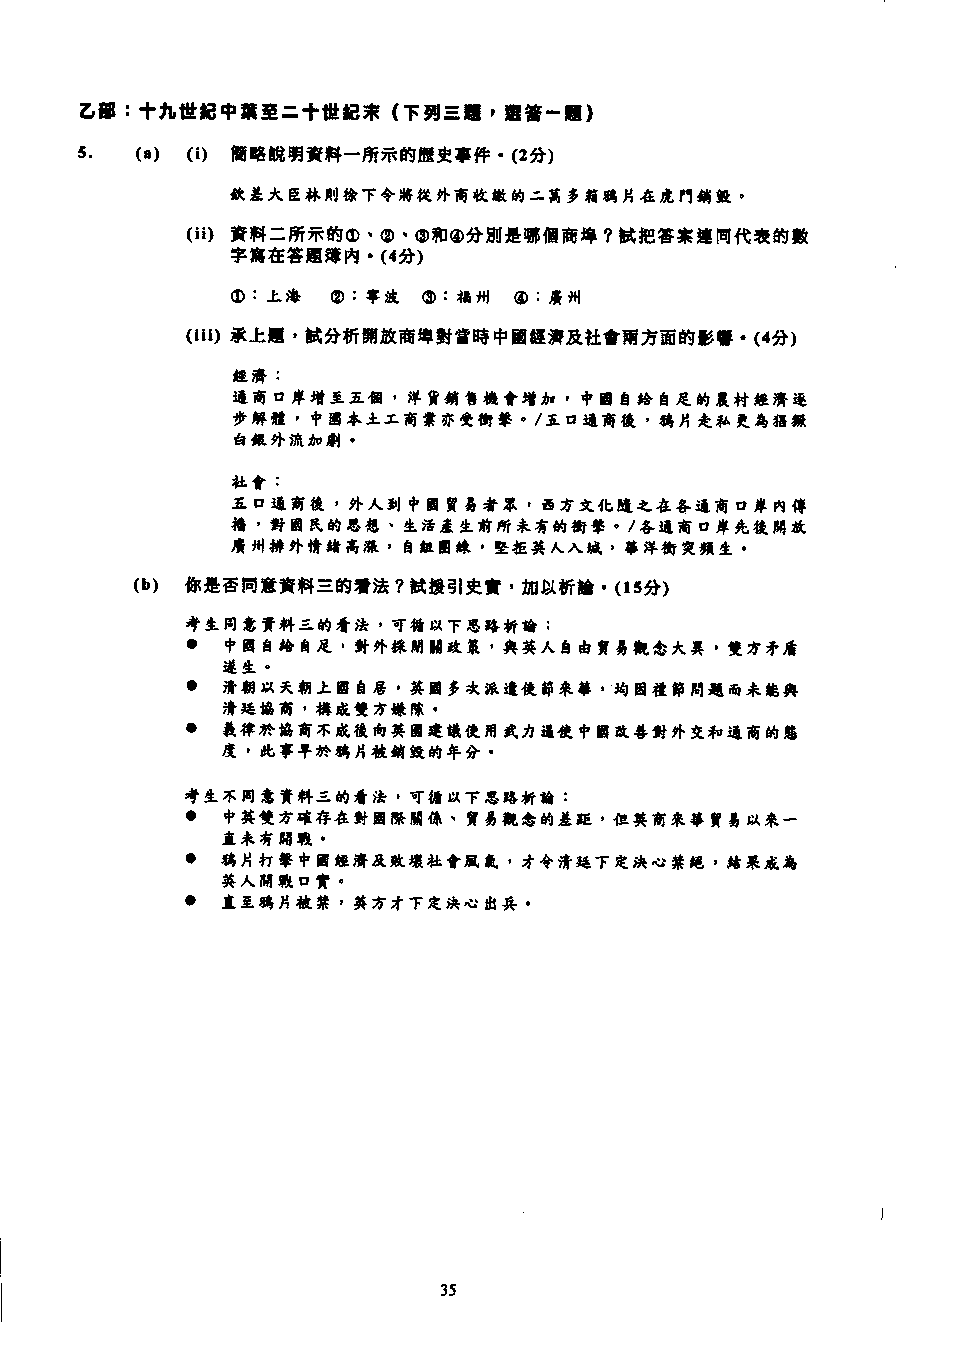 乙部：十九世紀中葉至二十世紀末（下列三題，選答一題）
5. (a) (i) 簡略說明資料一所示的歷史事件。(2分)
欽差大臣林則徐下令將從外商收繳的二萬多箱鴉片在虎門銷毀。
(ii) 資料二所示的①、②、③和④分別是哪個商埠？試把答案連同代表的數
字寫在答題簿內。(4分)
①：上海 ②：寧波 ③：福州 ④：廣州
(iii) 承上題，試分析開放商埠對當時中國經濟及社會兩方面的影響。(4分)
經濟：
通商口岸增至五個，洋貨銷售機會增加，中國自給自足的農村經濟逐
步解體，中國本土工商業亦受衝擊。/五口通商後，鴉片走私更為猖獗
白銀外流加劇。
社會：
五口通商後，外人到中國貿易者眾，西方文化隨之在各通商口岸內傳
播，對國民的思想、生活產生前所未有的衝擊。/各通商口岸先後開放
廣州排外情緒高漲，自組團練，堅拒英人入城，華洋衝突頻生。
(b) 你是否同意資料三的看法？試援引史實，加以析論。(15分)
考生同意資料三的看法，可循以下思路析論：
● 中國自給自足，對外採閉關政策，與英人自由貿易觀念大異，雙方矛盾
遂生。
● 清朝以天朝上國自居，英國多次派遣使節來華，均因禮節問題而未能與
清廷協商，構成雙方嫌隙。
● 義律於協商不成後向英國建議使用武力逼使中國改善對外交和通商的態
度，此事早於鴉片被銷毀的年分。
考生不同意資料三的看法，可循以下思路析論：
● 中英雙方確存在對國際關係、貿易觀念的差距，但英商來華貿易以來一
直未有開戰。
● 鴉片打擊中國經濟及敗壞社會風氣，才令清廷下定決心禁絕，結果成為
英人開戰口實。
● 直至鴉片被禁，英方才下定決心出兵。
35